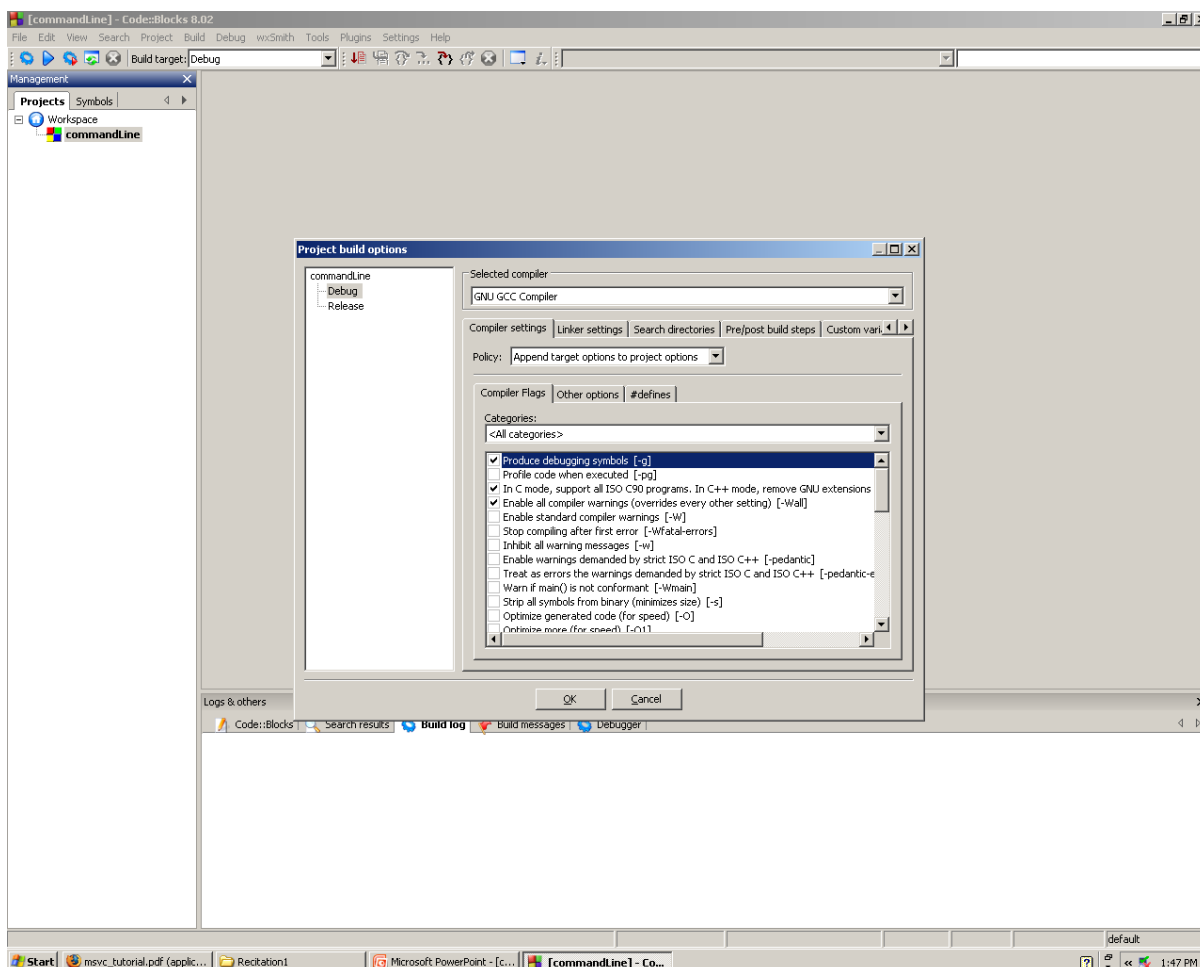 [commandLine] - Code::Blocks 8.02
File Edit View Search Project Build Debug wxSmith Tools Plugins Settings Help
Build target: Debug
Management
Projects Symbols
Workspace
commandLine
Project build options
commandLine
Debug
Release
Selected compiler
GNU GCC Compiler
Compiler settings Linker settings Search directories Pre/post build steps Custom vari
Policy: Append target options to project options
Compiler Flags Other options #defines
Categories:
<All categories>
Produce debugging symbols [-g]
Profile code when executed [-pg]
In C mode, support all ISO C90 programs. In C++ mode, remove GNU extensions
Enable all compiler warnings (overrides every other setting) [-Wall]
Enable standard compiler warnings [-W]
Stop compiling after first error [-Wfatal-errors]
Inhibit all warning messages [-w]
Enable warnings demanded by strict ISO C and ISO C++ [-pedantic]
Treat as errors the warnings demanded by strict ISO C and ISO C++ [-pedantic-e
Warn if main() is not conformant [-Wmain]
Strip all symbols from binary (minimizes size) [-s]
Optimize generated code (for speed) [-O]
Optimize more (for speed) [-O1]
OK Cancel
Logs & others
Code::Blocks Search results Build log Build messages Debugger
default
Start msvc_tutorial.pdf (applic... Recitation1 Microsoft PowerPoint - [c... [commandLine] - Co... 1:47 PM